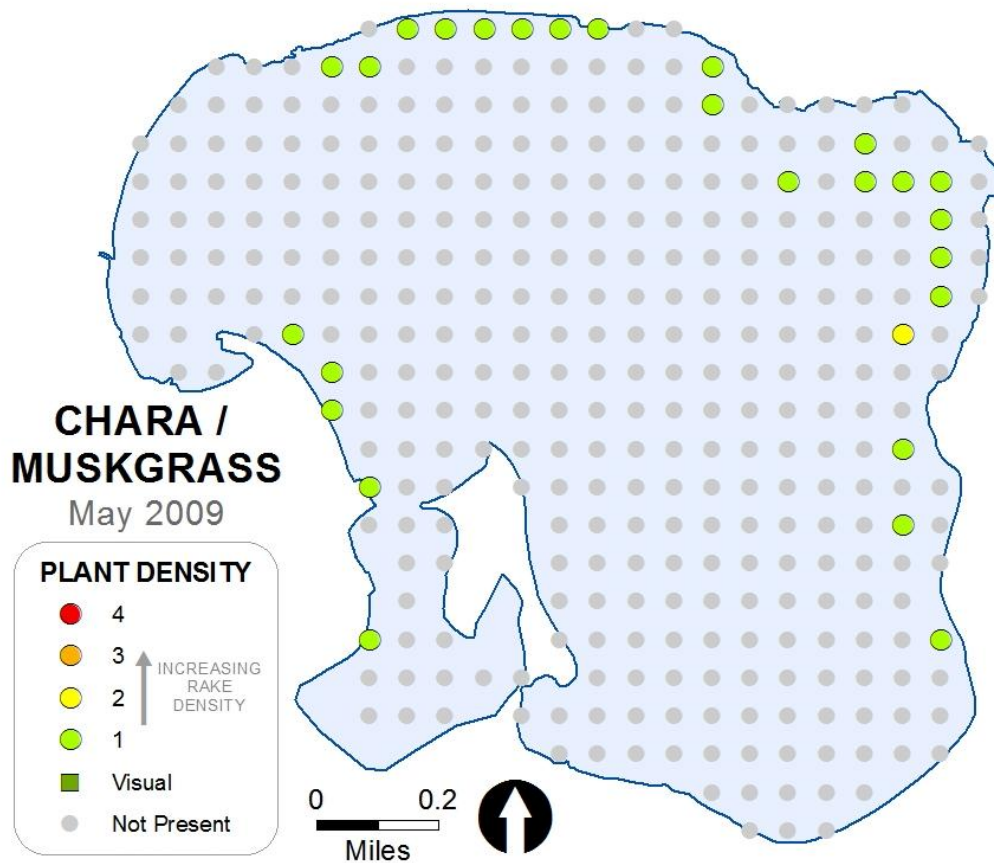 CHARA /
MUSKGRASS
May 2009
PLANT DENSITY
4
3
2
1
INCREASING
RAKE
DENSITY
Visual
Not Present
0 0.2
Miles